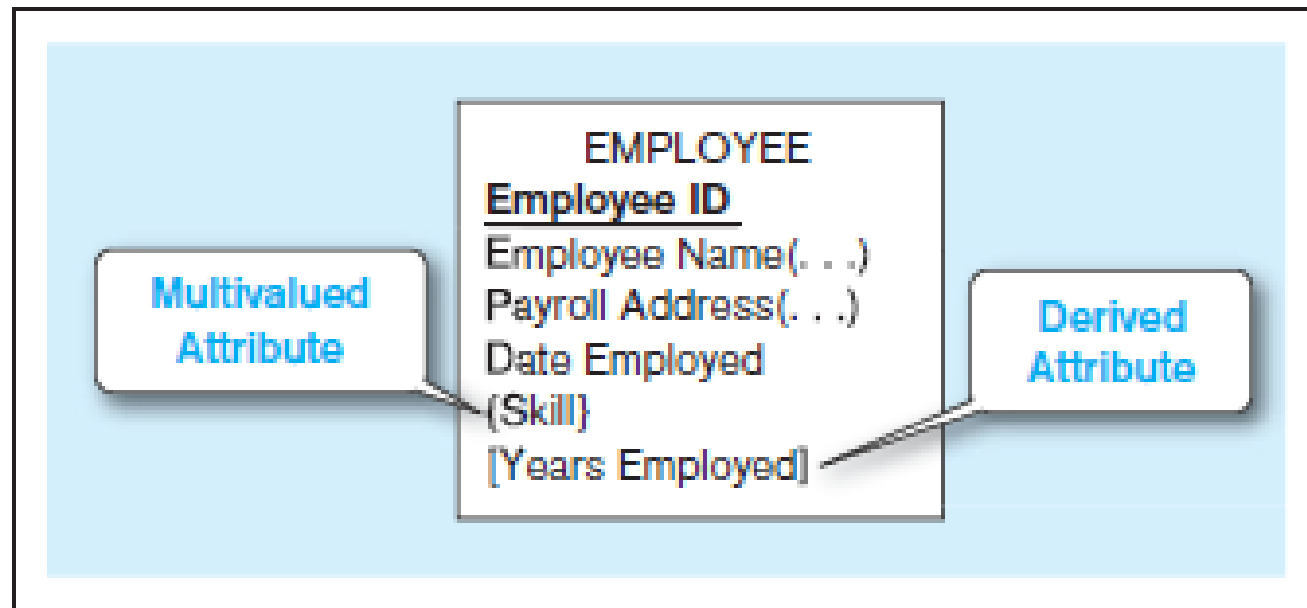 EMPLOYEE
Employee ID
Employee Name(. . .)
Payroll Address(. . .)
Date Employed
{Skill}
[Years Employed]
Multivalued
Attribute
Derived
Attribute